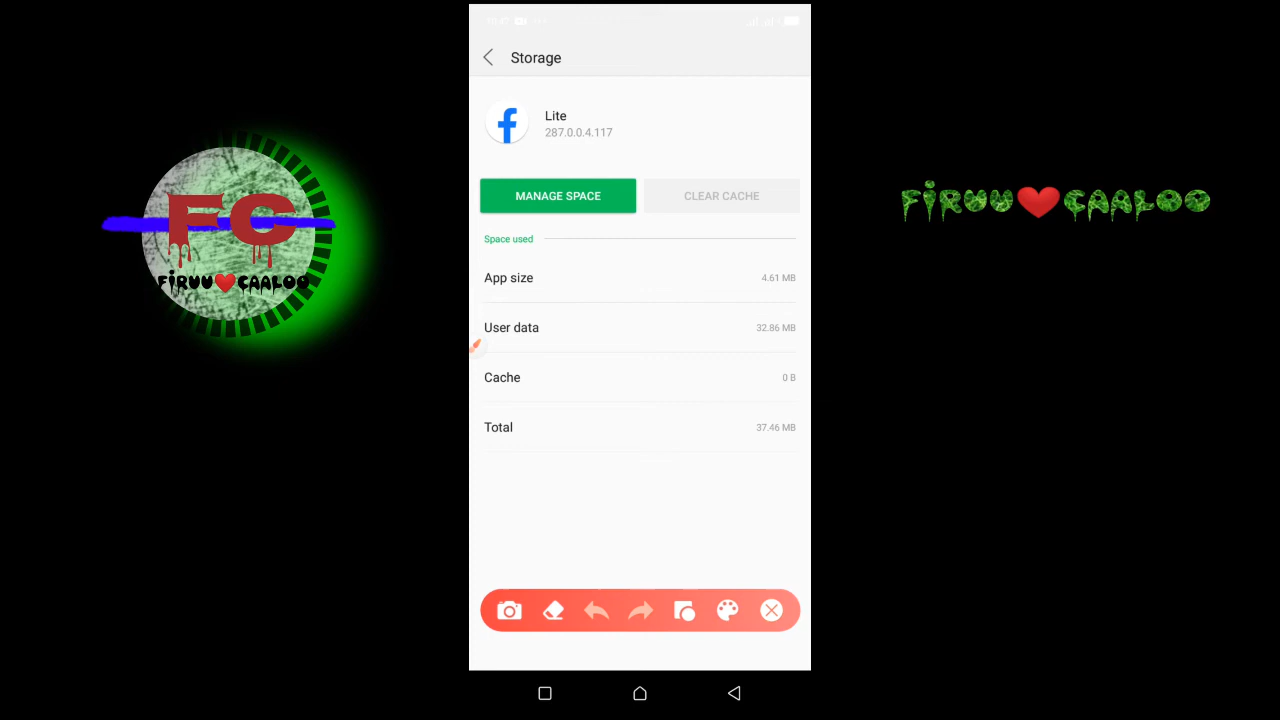 FC
FIRUU❤️CAALOO
Storage
Lite
287.0.0.4.117
MANAGE SPACE
CLEAR CACHE
Space used
App size
4.61 MB
User data
32.86 MB
Cache
0 B
Total
37.46 MB
FIRUU❤️CAALOO